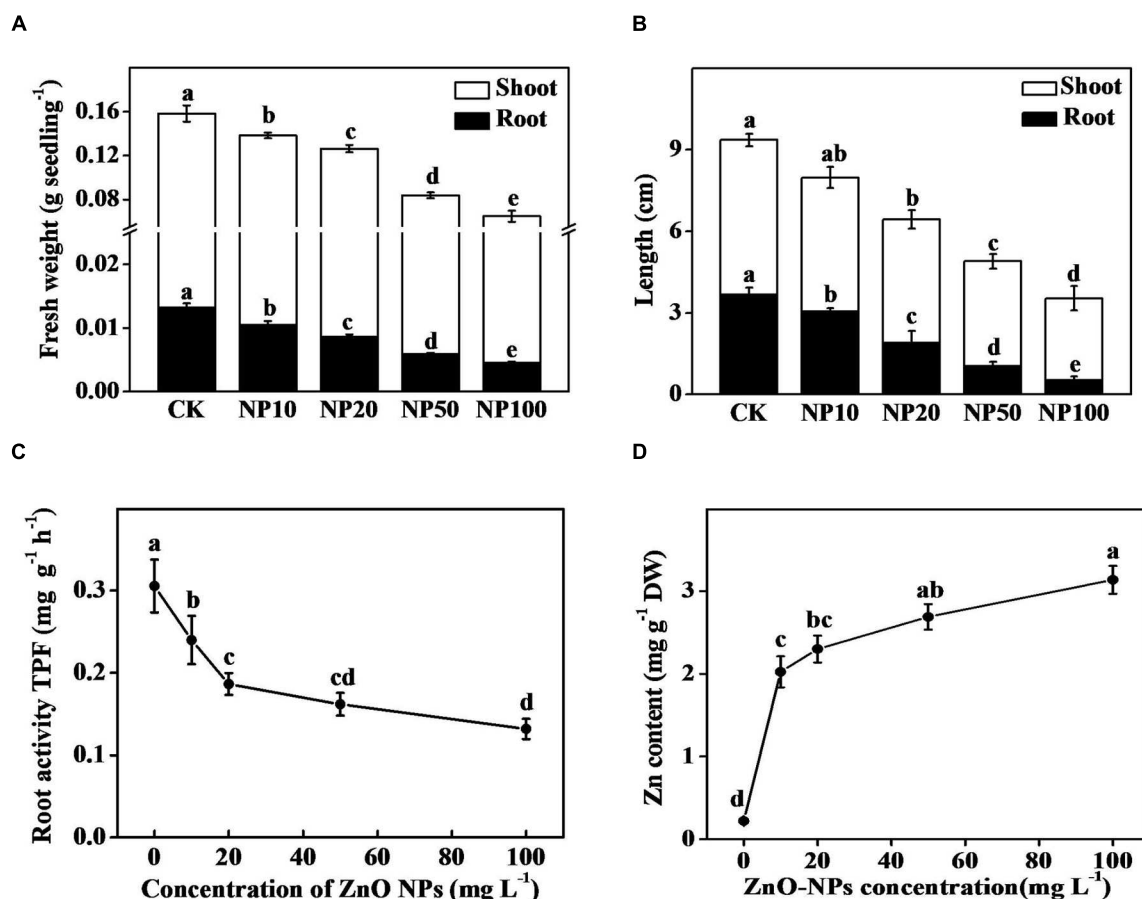 A
Fresh weight (g seedling⁻¹)
0.16
0.12
0.08
0.02
0.01
0.00
Shoot
Root
a b c d e
a b c d e
CK NP10 NP20 NP50 NP100
B
Length (cm)
9
6
3
0
Shoot
Root
a ab b c d
a b c d e
CK NP10 NP20 NP50 NP100
C
Root activity TPF (mg g⁻¹ h⁻¹)
0.3
0.2
0.1
0.0
a b c cd d
0 20 40 60 80 100
Concentration of ZnO NPs (mg L⁻¹)
D
Zn content (mg g⁻¹ DW)
3
2
1
0
d c bc ab a
0 20 40 60 80 100
ZnO-NPs concentration(mg L⁻¹)